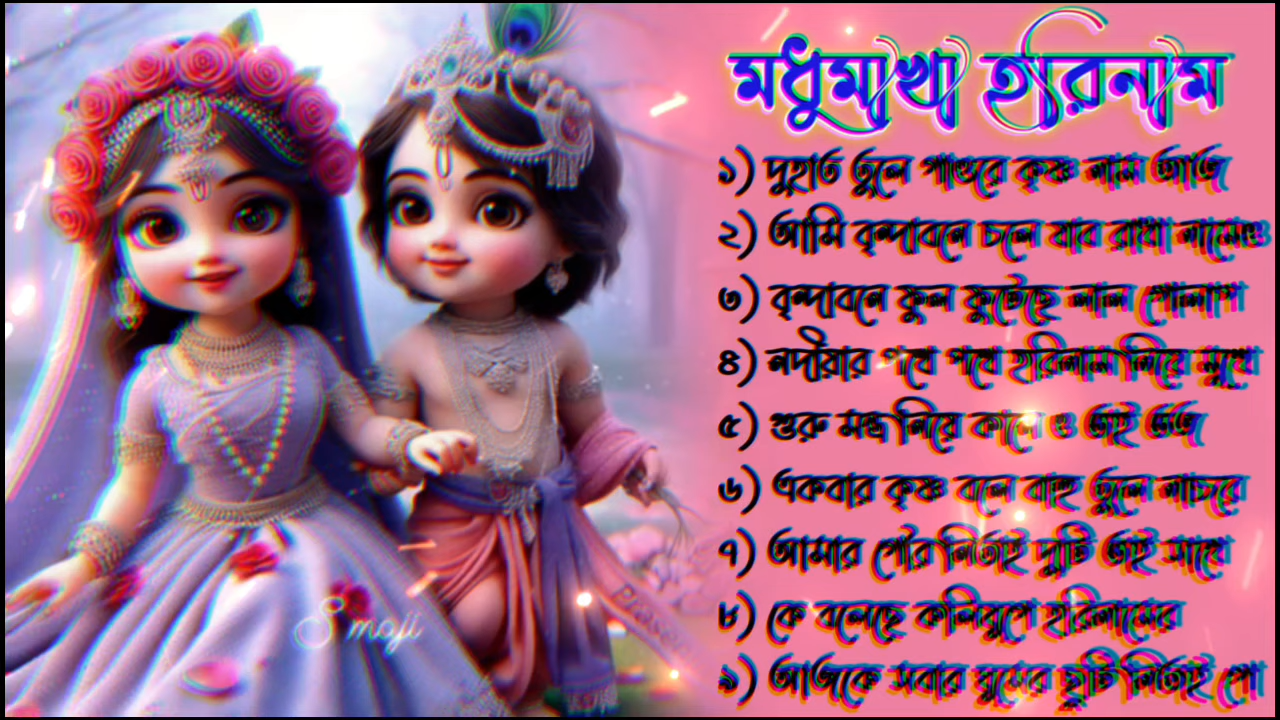 মধুমাখা হরিনাম
১) দুহাত তুলে গাওরে কৃষ্ণ নাম আজ
২) আমি বৃন্দাবনে চলে যাব রাধা নামেও
৩) বৃন্দাবনে ফুল ফুটেছে লাল গোলাপ
৪) নদীয়ার পথে পথে হরিনাম নিয়ে মুখে
৫) গুরু মন্ত্র নিয়ে কানে ও ভাই ভজ
৬) একবার কৃষ্ণ বলে বাহু তুলে নাচরে
৭) আমার গৌর নিতাই দুটি ভাই সাথে
৮) কে বলেছে কলিযুগে হরিনামের
৯) আজকে সবার ঘুমের ছুটি নিতাই গো
S moji